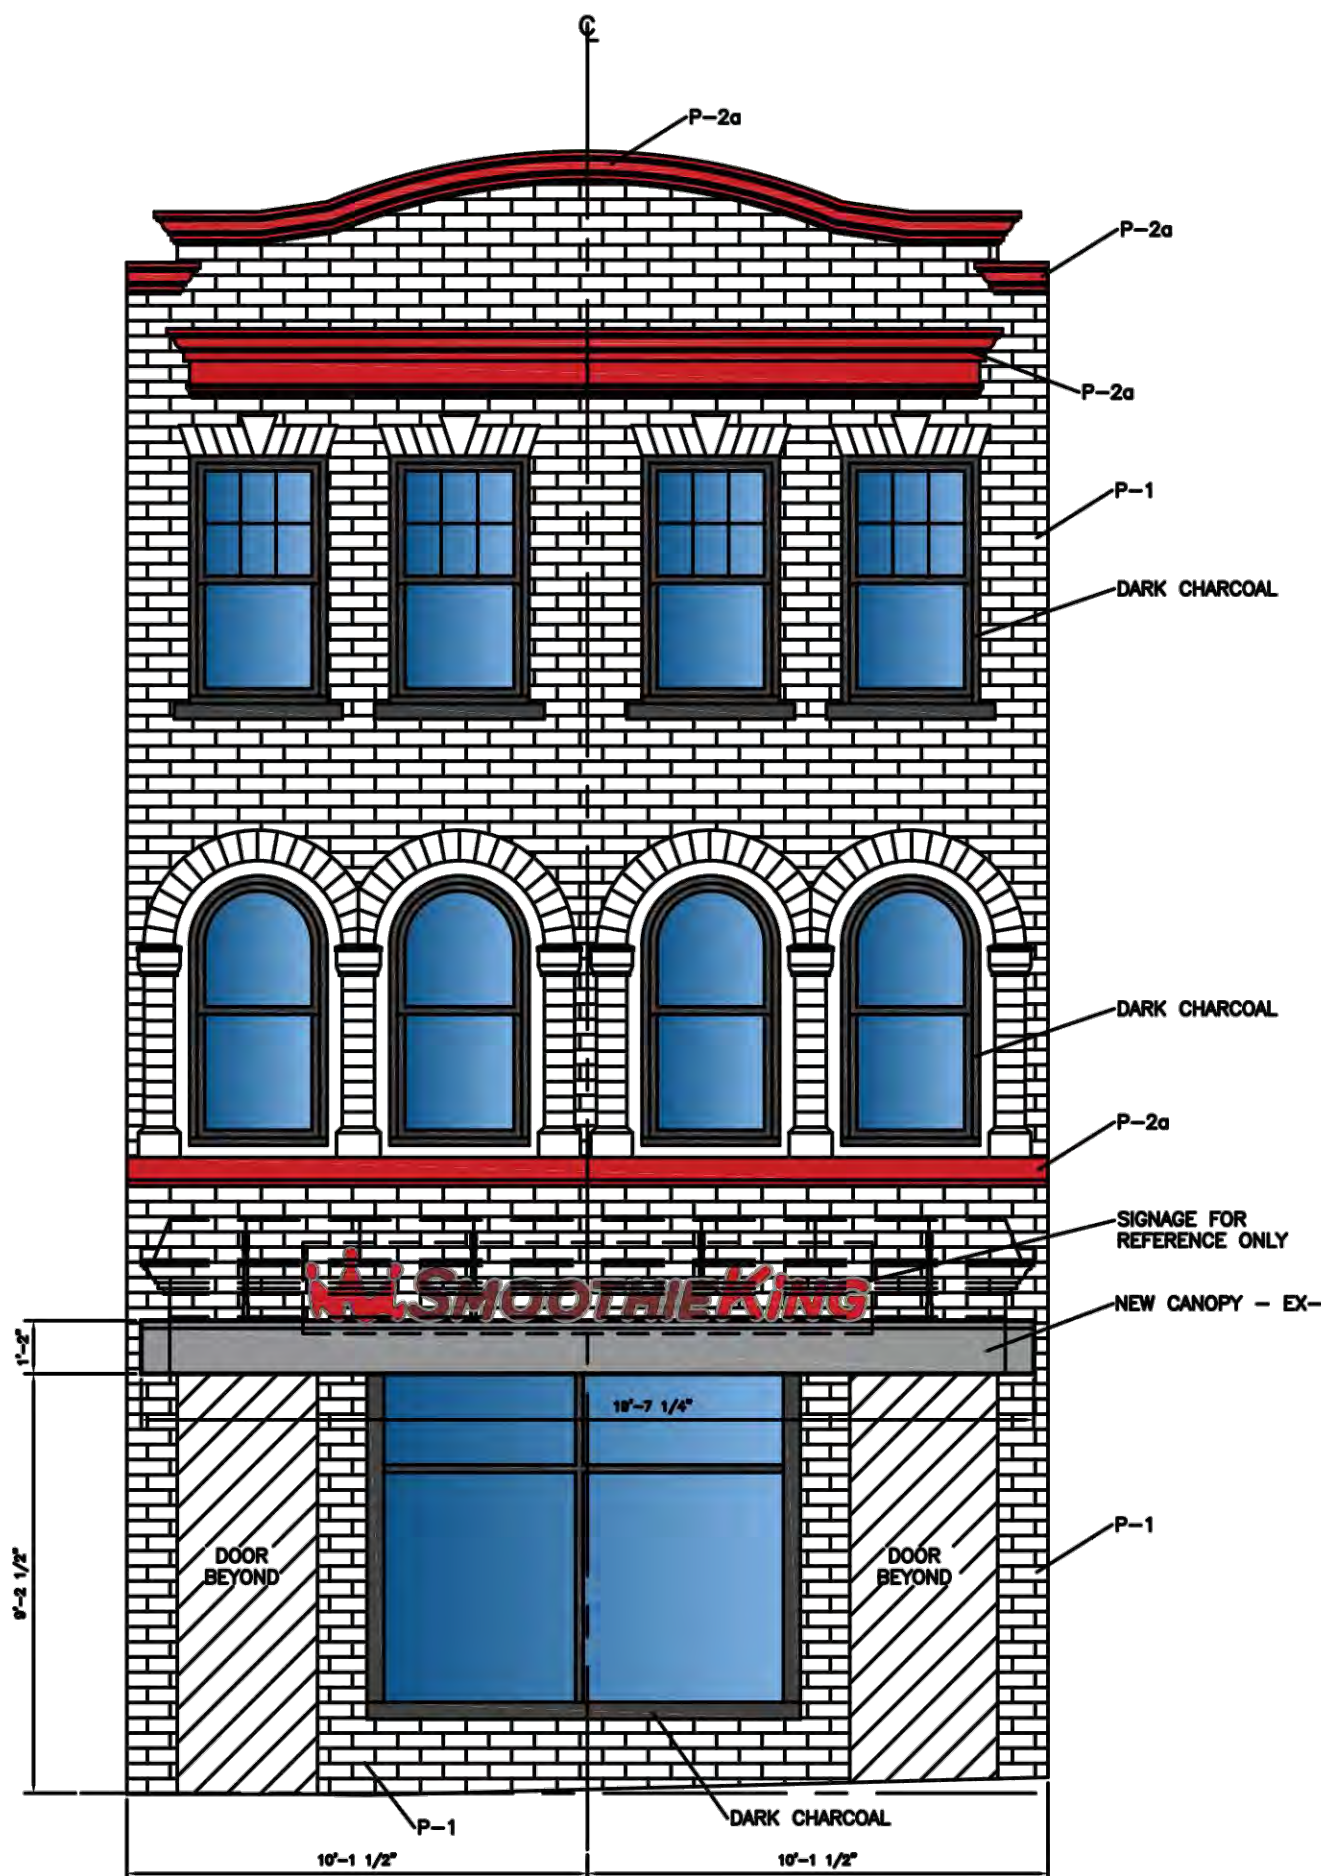 ℄
P-2a
P-2a
P-2a
P-1
DARK CHARCOAL
DARK CHARCOAL
P-2a
SIGNAGE FOR
REFERENCE ONLY
SMOOTHIE KING
NEW CANOPY - EX-
1'-2"
19'-7 1/4"
9'-2 1/2"
DOOR
BEYOND
DOOR
BEYOND
P-1
P-1
DARK CHARCOAL
10'-1 1/2"
10'-1 1/2"